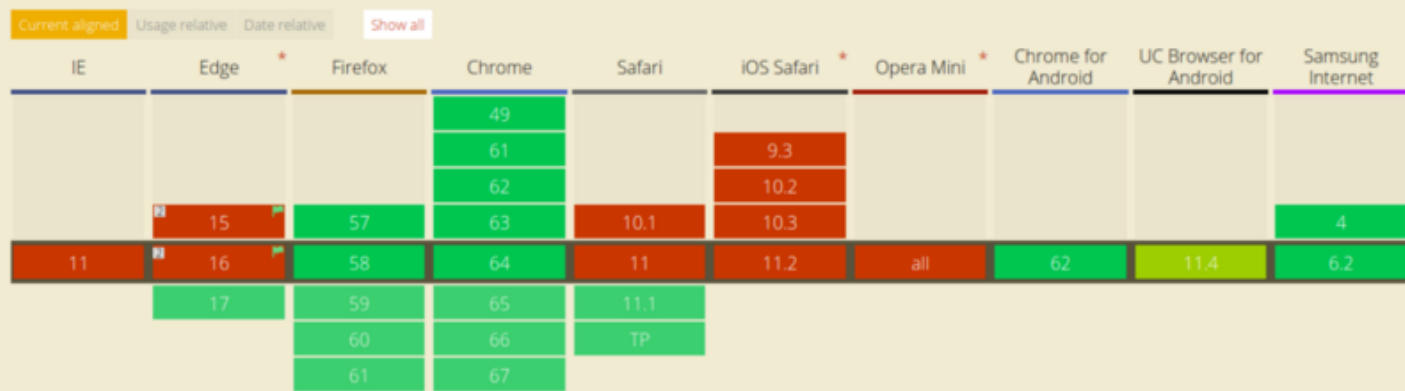 Current aligned Usage relative Date relative Show all
IE Edge * Firefox Chrome Safari iOS Safari * Opera Mini * Chrome for Android UC Browser for Android Samsung Internet
49
61 9.3
62 10.2
15 57 63 10.1 10.3 4
11 16 58 64 11 11.2 all 62 11.4 6.2
17 59 65 11.1
60 66 TP
61 67